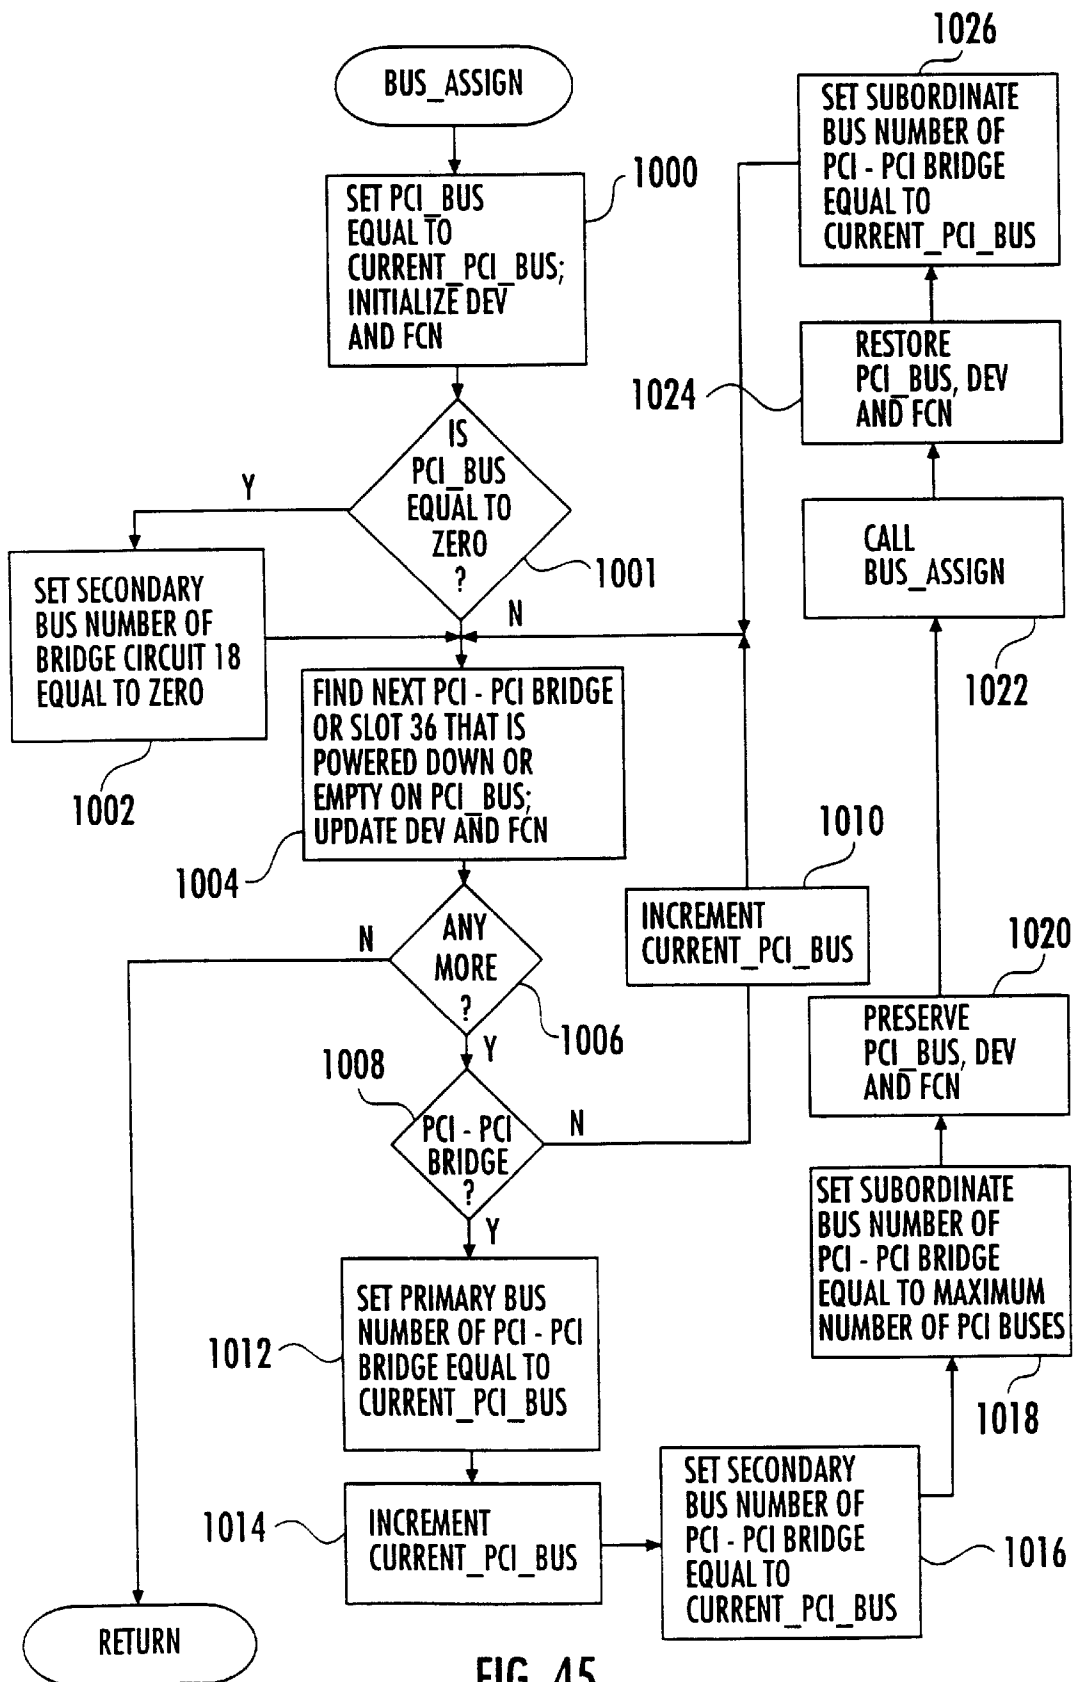 BUS_ASSIGN
1000
SET PCI_BUS
EQUAL TO
CURRENT_PCI_BUS;
INITIALIZE DEV
AND FCN
IS
PCI_BUS
EQUAL TO
ZERO
?
1001
Y
N
SET SECONDARY
BUS NUMBER OF
BRIDGE CIRCUIT 18
EQUAL TO ZERO
1002
FIND NEXT PCI - PCI BRIDGE
OR SLOT 36 THAT IS
POWERED DOWN OR
EMPTY ON PCI_BUS;
UPDATE DEV AND FCN
1004
ANY
MORE
?
1006
N
Y
1008
PCI - PCI
BRIDGE
?
N
Y
1010
INCREMENT
CURRENT_PCI_BUS
SET PRIMARY BUS
NUMBER OF PCI - PCI
BRIDGE EQUAL TO
CURRENT_PCI_BUS
1012
INCREMENT
CURRENT_PCI_BUS
1014
SET SECONDARY
BUS NUMBER OF
PCI - PCI BRIDGE
EQUAL TO
CURRENT_PCI_BUS
1016
SET SUBORDINATE
BUS NUMBER OF
PCI - PCI BRIDGE
EQUAL TO MAXIMUM
NUMBER OF PCI BUSES
1018
1020
PRESERVE
PCI_BUS, DEV
AND FCN
CALL
BUS_ASSIGN
1022
RESTORE
PCI_BUS, DEV
AND FCN
1024
1026
SET SUBORDINATE
BUS NUMBER OF
PCI - PCI BRIDGE
EQUAL TO
CURRENT_PCI_BUS
RETURN
FIG. 45